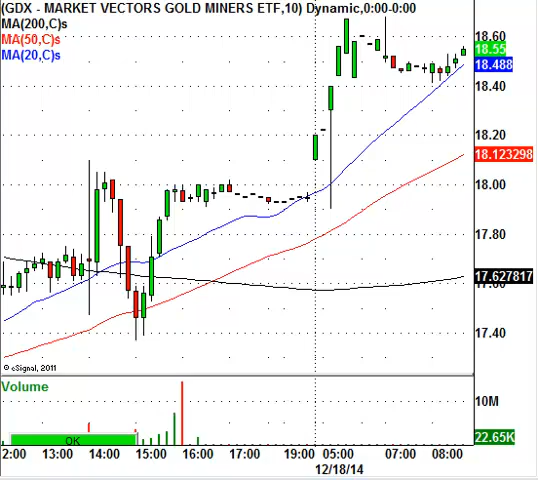 (GDX - MARKET VECTORS GOLD MINERS ETF,10) Dynamic,0:00-0:00
MA(200,C)s
MA(50,C)s
MA(20,C)s
18.60
18.55
18.488
18.40
18.20
18.123298
18.00
17.80
17.627817
17.40
© eSignal, 2011
Volume
10M
22.65K
OK
2:00 13:00 14:00 15:00 16:00 17:00 19:00 05:00 07:00 08:00
12/18/14